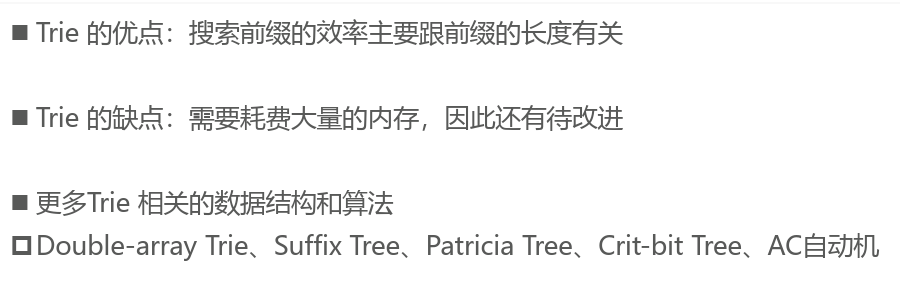 ■ Trie 的优点：搜索前缀的效率主要跟前缀的长度有关
■ Trie 的缺点：需要耗费大量的内存，因此还有待改进
■ 更多Trie 相关的数据结构和算法
□ Double-array Trie、Suffix Tree、Patricia Tree、Crit-bit Tree、AC自动机